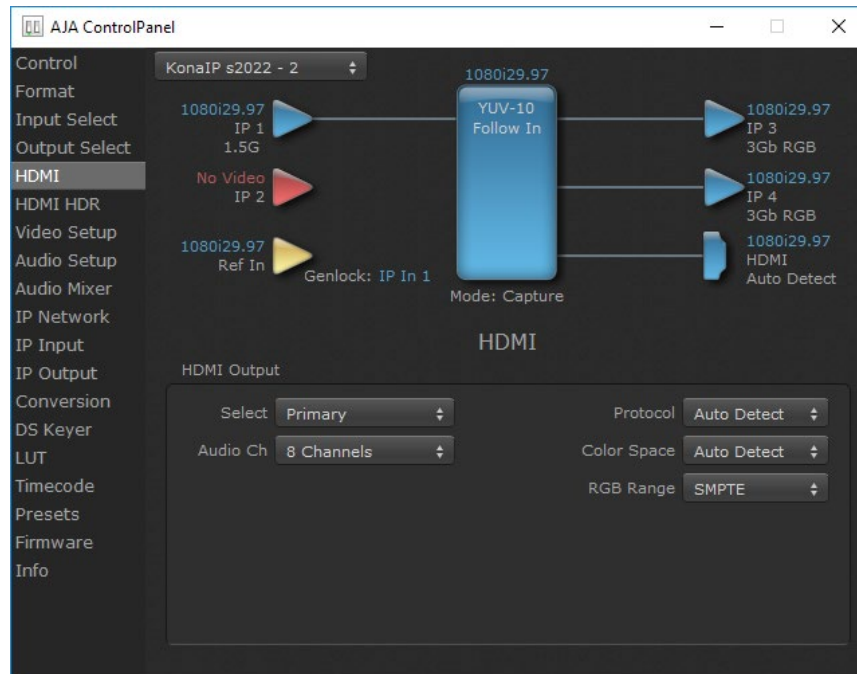 AJA ControlPanel
Control
Format
Input Select
Output Select
HDMI
HDMI HDR
Video Setup
Audio Setup
Audio Mixer
IP Network
IP Input
IP Output
Conversion
DS Keyer
LUT
Timecode
Presets
Firmware
Info
KonaIP s2022 - 2
1080i29.97
IP 1
1.5G
No Video
IP 2
1080i29.97
Ref In
Genlock: IP In 1
1080i29.97
YUV-10
Follow In
Mode: Capture
1080i29.97
IP 3
3Gb RGB
1080i29.97
IP 4
3Gb RGB
1080i29.97
HDMI
Auto Detect
HDMI
HDMI Output
Select Primary
Audio Ch 8 Channels
Protocol Auto Detect
Color Space Auto Detect
RGB Range SMPTE